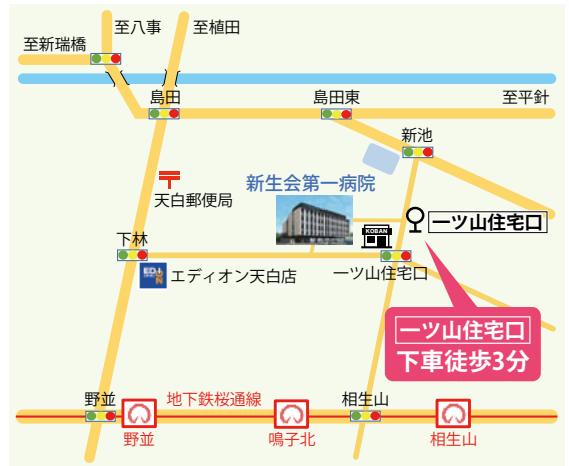 至八事
至植田
至新瑞橋
島田
島田東
至平針
新池
天白郵便局
新生会第一病院
KOBAN
一ツ山住宅口
下林
エディオン天白店
一ツ山住宅口
一ツ山住宅口
下車徒歩3分
野並
地下鉄桜通線
相生山
野並
鳴子北
相生山